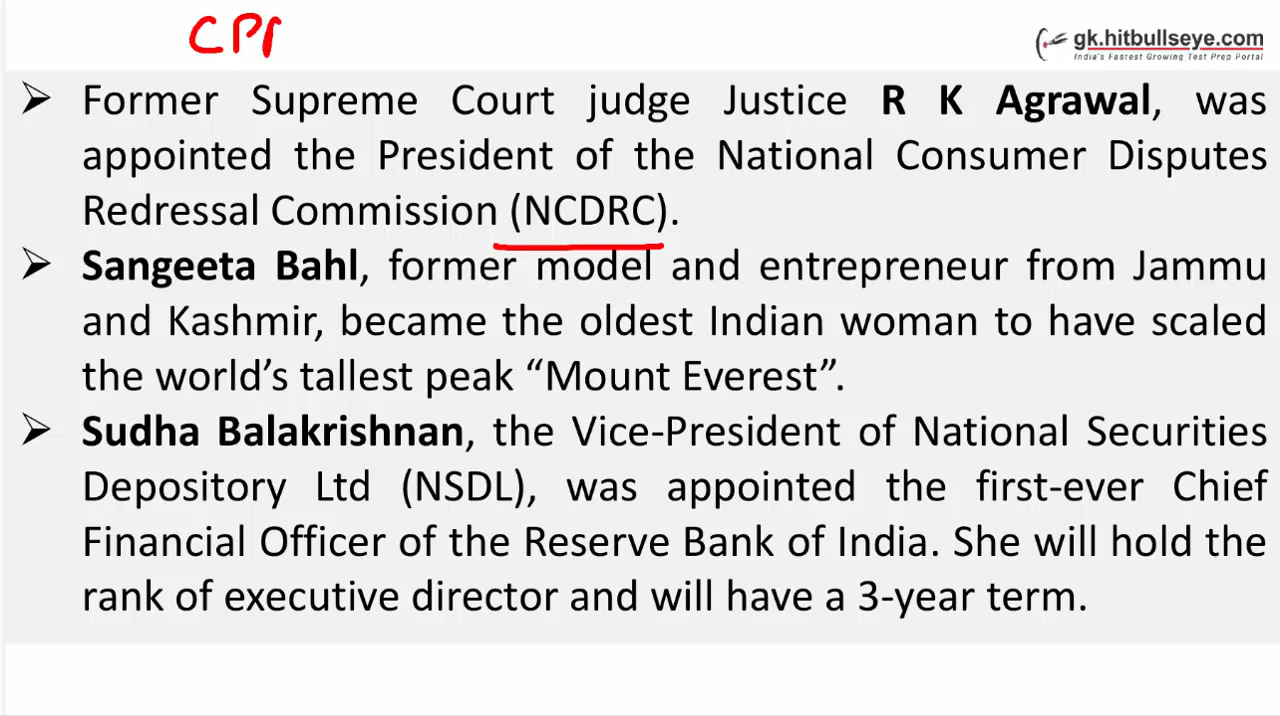 CPA
gk.hitbullseye.com
India's Fastest Growing Test Prep Portal
➢ Former Supreme Court judge Justice R K Agrawal, was
appointed the President of the National Consumer Disputes
Redressal Commission (NCDRC).
➢ Sangeeta Bahl, former model and entrepreneur from Jammu
and Kashmir, became the oldest Indian woman to have scaled
the world’s tallest peak “Mount Everest”.
➢ Sudha Balakrishnan, the Vice-President of National Securities
Depository Ltd (NSDL), was appointed the first-ever Chief
Financial Officer of the Reserve Bank of India. She will hold the
rank of executive director and will have a 3-year term.